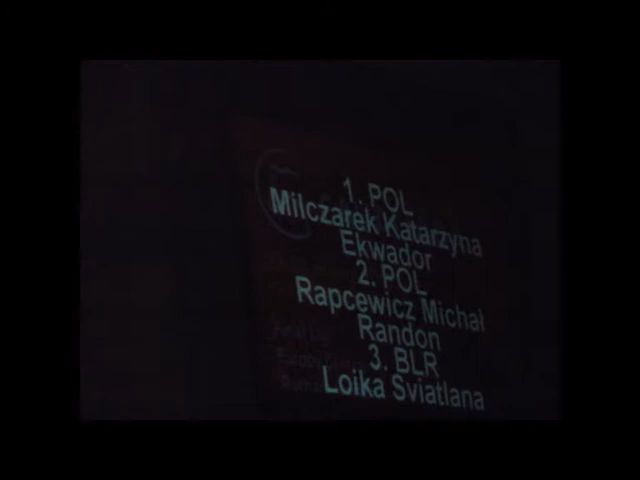 1. POL
Milczarek Katarzyna
Ekwador
2. POL
Rapcewicz Michał
Randon
3. BLR
Loika Sviatlana